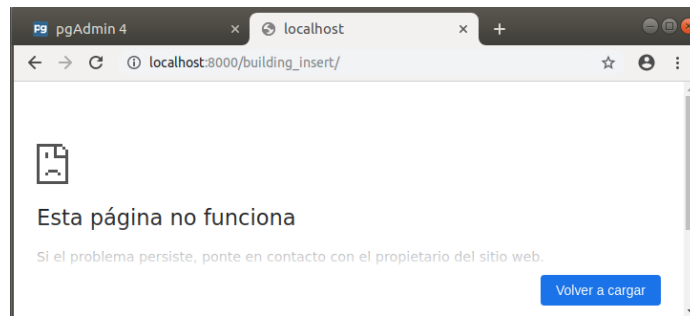 pgAdmin 4
localhost
localhost:8000/building_insert/
Esta página no funciona
Si el problema persiste, ponte en contacto con el propietario del sitio web.
Volver a cargar